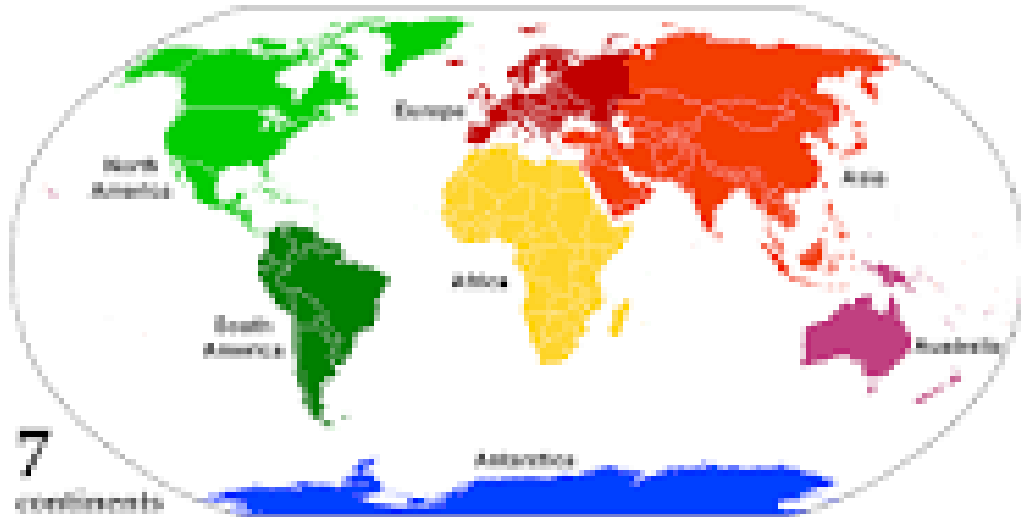 Europe
North
America
Asia
Africa
South
America
Australia
Antarctica
7
continents